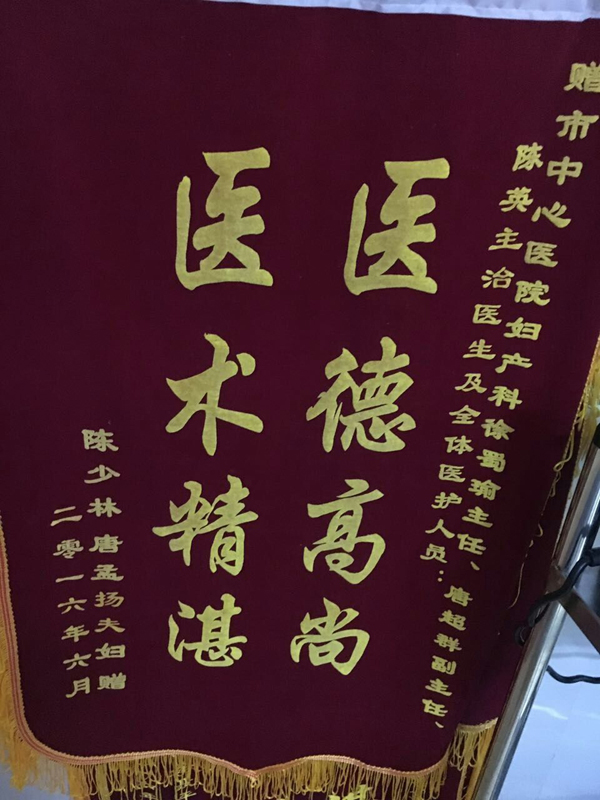 赠市中心医院妇产科徐蜀瑜主任、唐超群副主任、
陈英主治医生及全体医护人员：
医德高尚
医术精湛
陈少林 唐孟扬夫妇赠
二零一六年六月